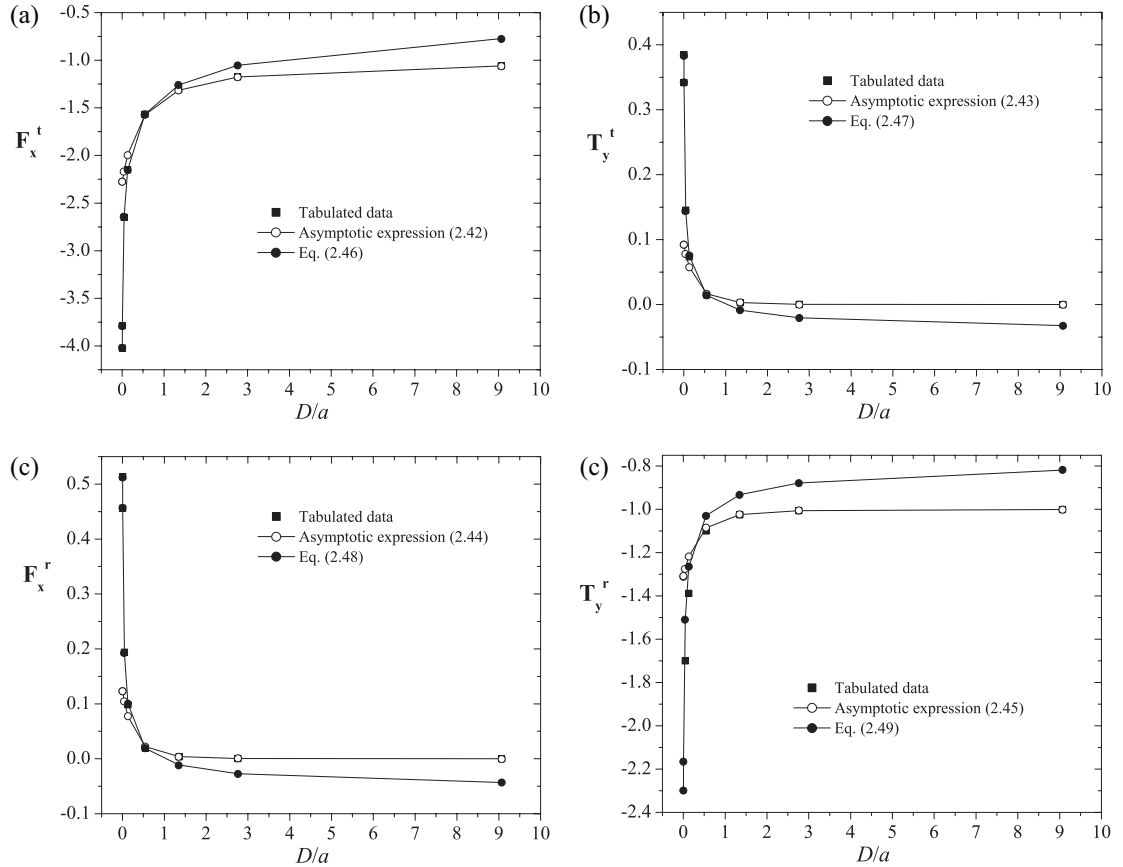 (a)
-0.5
-1.0
-1.5
-2.0
-2.5
-3.0
-3.5
-4.0
F_x^t
Tabulated data
Asymptotic expression (2.42)
Eq. (2.46)
0 1 2 3 4 5 6 7 8 9 10
D/a
(b)
0.4
0.3
0.2
0.1
0.0
-0.1
T_y^t
Tabulated data
Asymptotic expression (2.43)
Eq. (2.47)
0 1 2 3 4 5 6 7 8 9 10
D/a
(c)
0.5
0.4
0.3
0.2
0.1
0.0
-0.1
F_x^r
Tabulated data
Asymptotic expression (2.44)
Eq. (2.48)
0 1 2 3 4 5 6 7 8 9 10
D/a
(c)
-0.8
-1.0
-1.2
-1.4
-1.6
-1.8
-2.0
-2.2
-2.4
T_y^r
Tabulated data
Asymptotic expression (2.45)
Eq. (2.49)
0 1 2 3 4 5 6 7 8 9 10
D/a